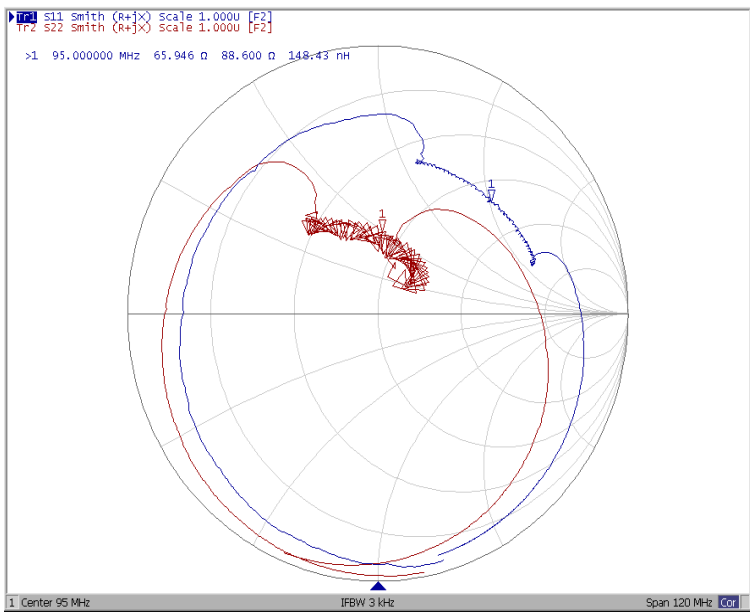 Tr1 S11 Smith (R+jX) Scale 1.000U [F2]
Tr2 S22 Smith (R+jX) Scale 1.000U [F2]
>1 95.000000 MHz 65.946 Ω 88.600 Ω 148.43 nH
1
1
1 Center 95 MHz IFBW 3 kHz Span 120 MHz Cor